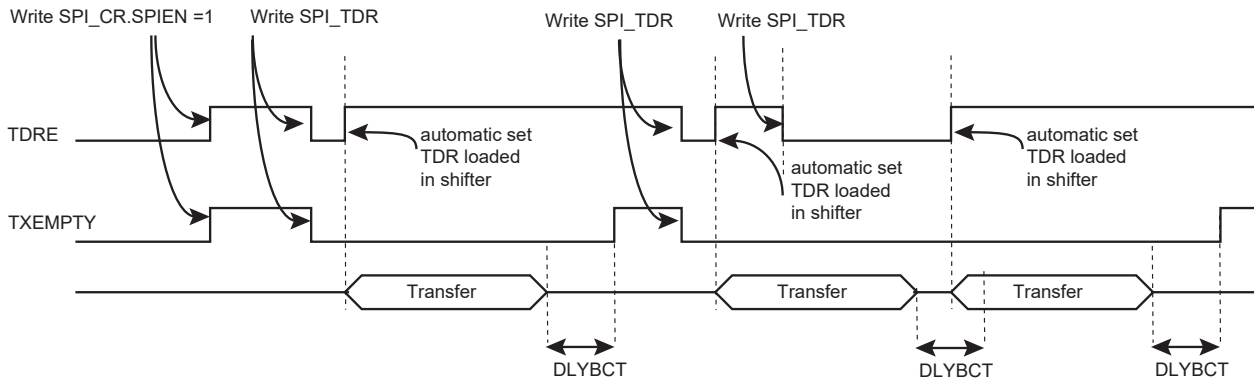 Write SPI_CR.SPIEN =1
Write SPI_TDR
Write SPI_TDR
Write SPI_TDR
TDRE
automatic set
TDR loaded
in shifter
automatic set
TDR loaded
in shifter
automatic set
TDR loaded
in shifter
TXEMPTY
Transfer
Transfer
Transfer
DLYBCT
DLYBCT
DLYBCT